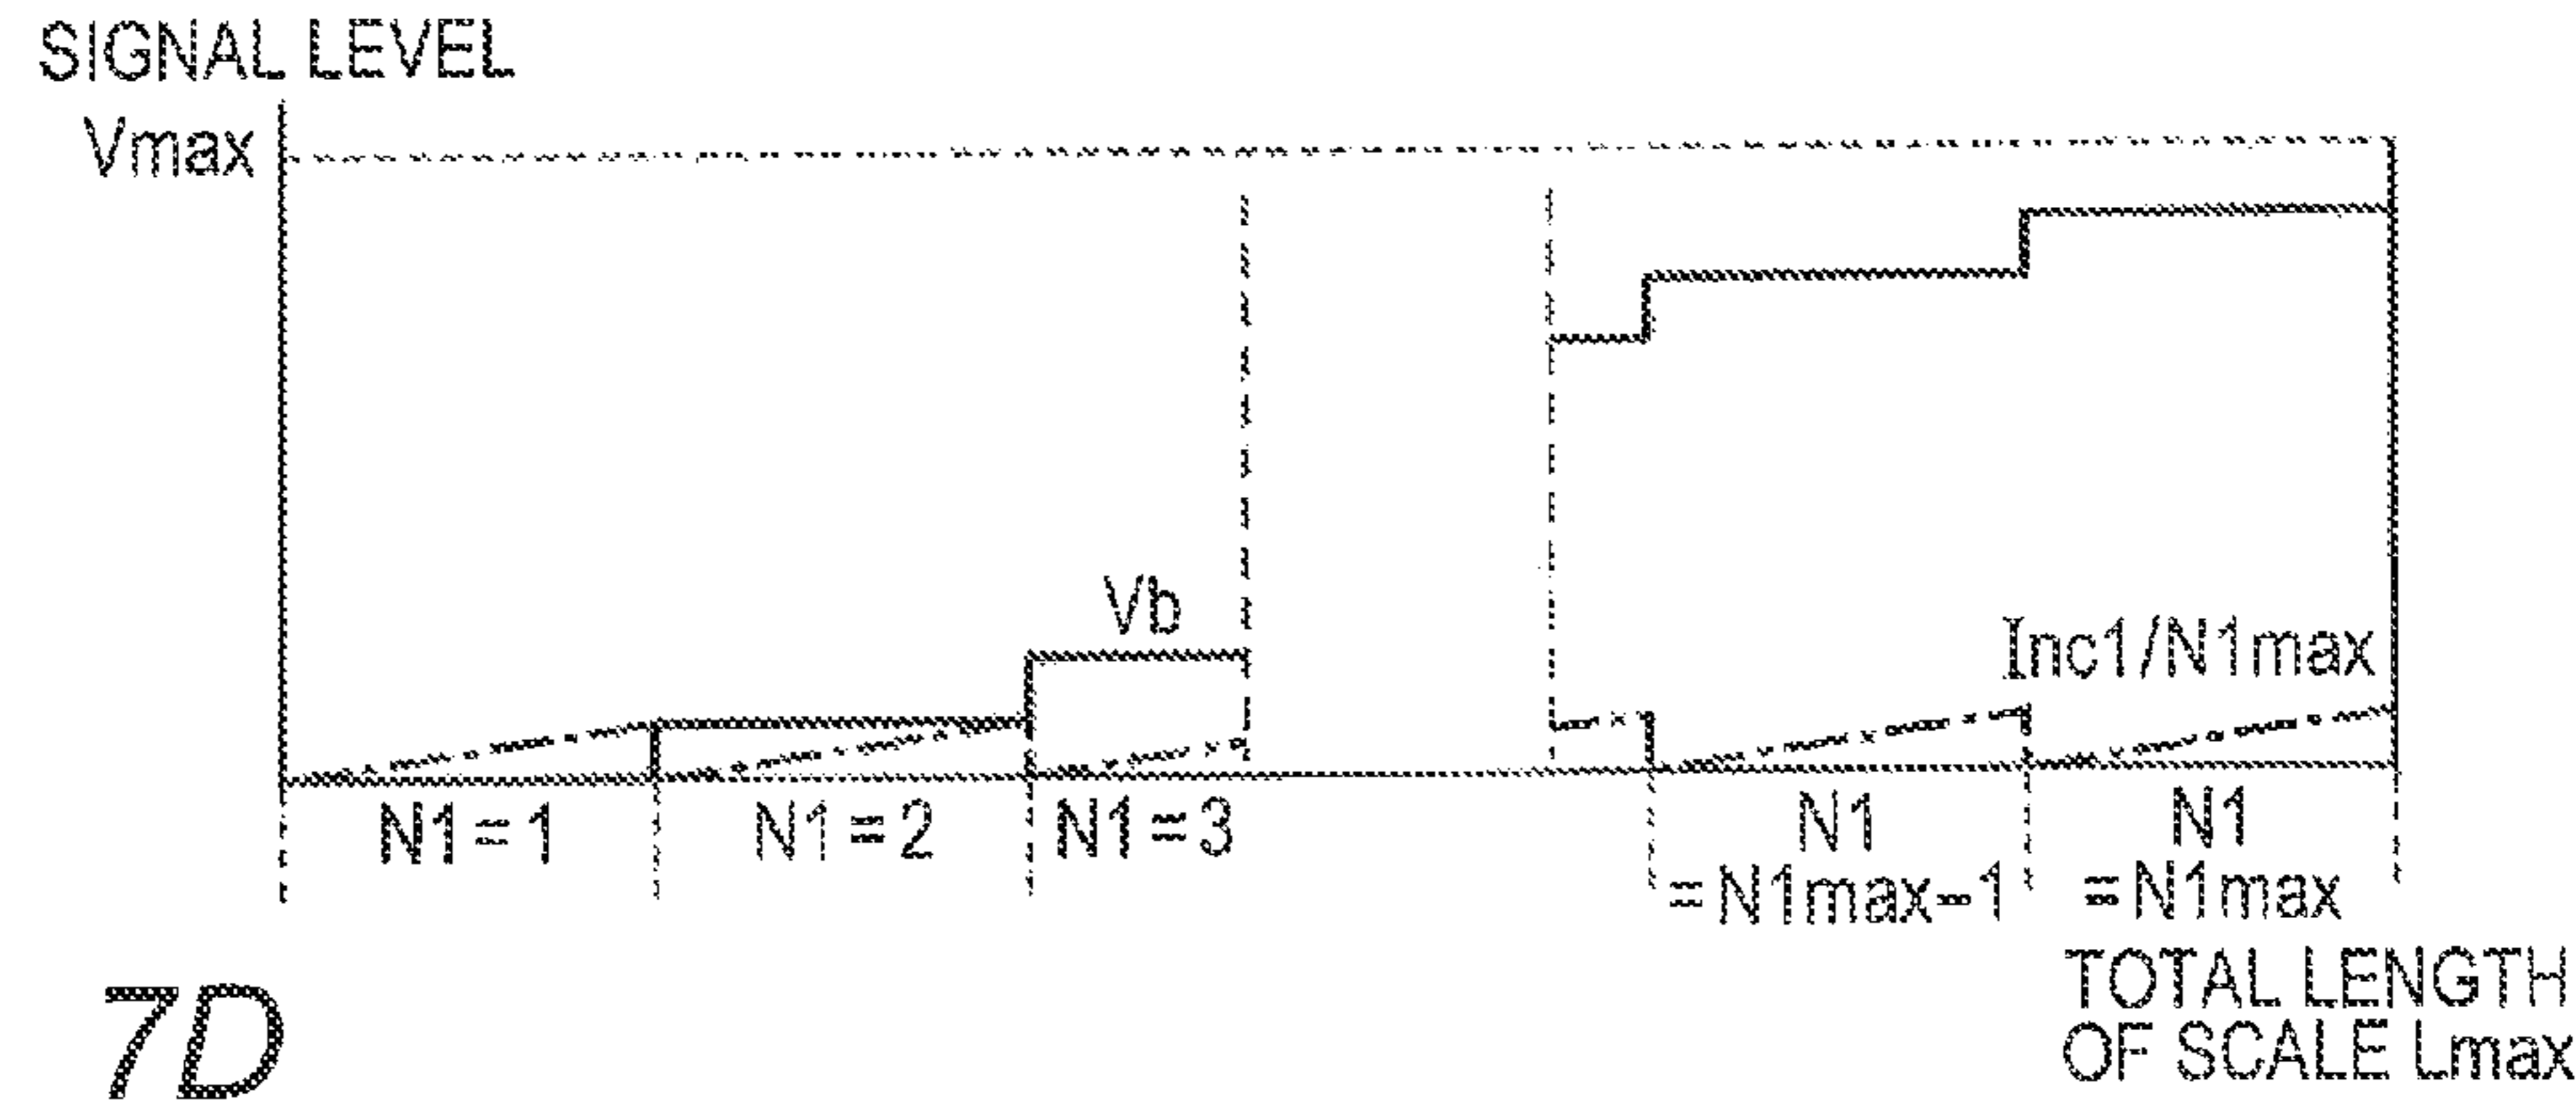 SIGNAL LEVEL
Vmax
Vb
Inc1/N1max
N1=1
N1=2
N1=3
N1
=N1max-1
N1
=N1max
TOTAL LENGTH
OF SCALE Lmax
7D